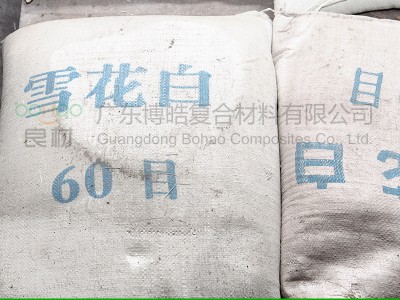 雪花白
60目
广东博皓复合材料有限公司
良材
Guangdong Bohao Composites Co., Ltd.
目
白